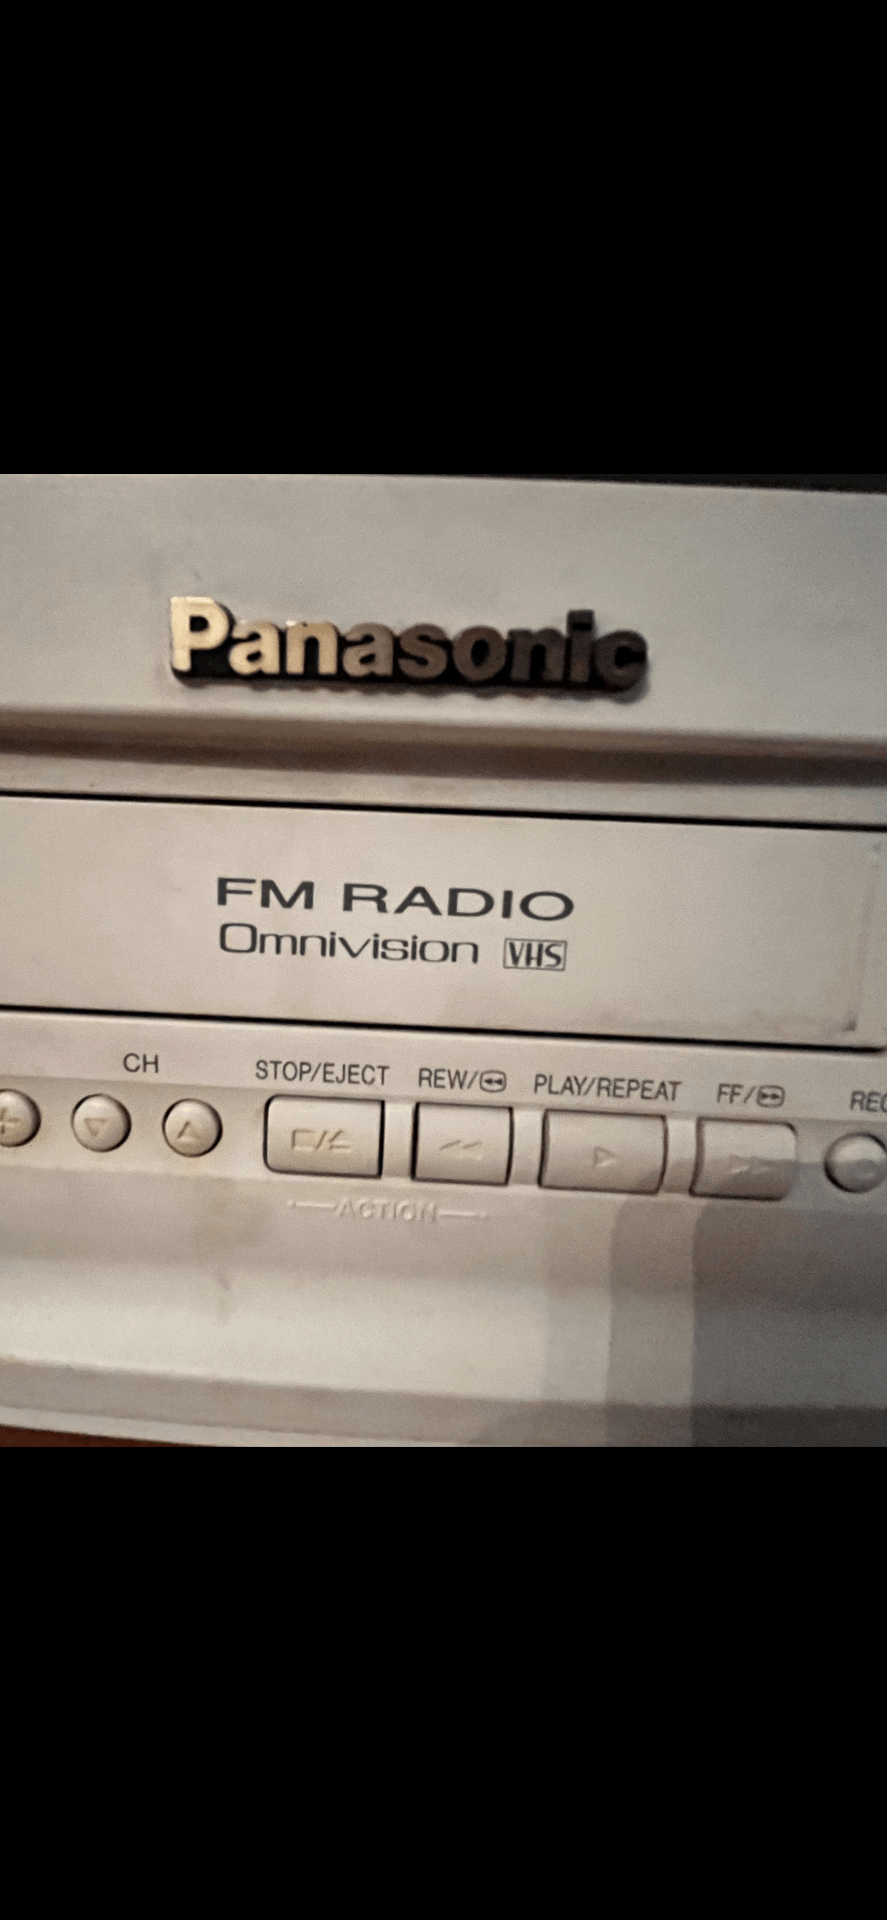 Panasonic
FM RADIO
Omnivision VHS
CH
STOP/EJECT REW/ PLAY/REPEAT FF/ REC
ACTION